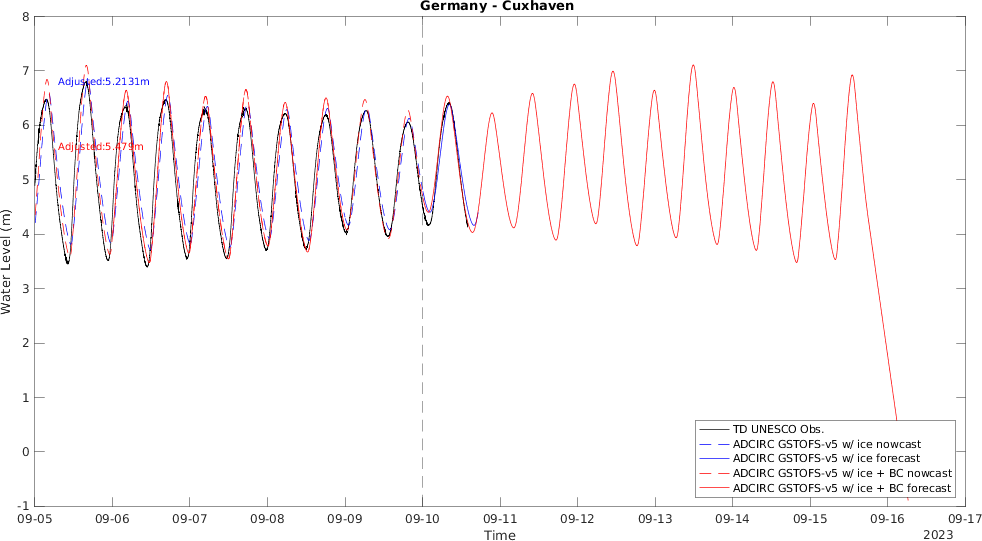 Germany - Cuxhaven
8
7
6
5
4
3
2
1
0
-1
Water Level (m)
Adjusted:5.2131m
Adjusted:5.479m
TD UNESCO Obs.
ADCIRC GSTOFS-v5 w/ ice nowcast
ADCIRC GSTOFS-v5 w/ ice forecast
ADCIRC GSTOFS-v5 w/ ice + BC nowcast
ADCIRC GSTOFS-v5 w/ ice + BC forecast
09-05 09-06 09-07 09-08 09-09 09-10 09-11 09-12 09-13 09-14 09-15 09-16 09-17
Time
2023